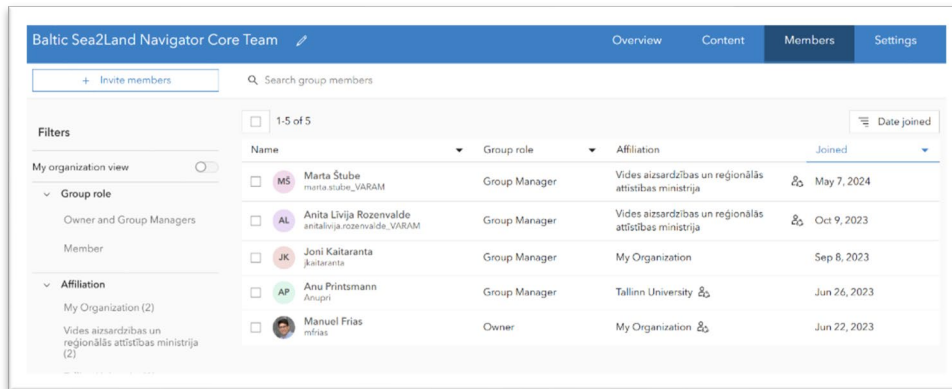 Baltic Sea2Land Navigator Core Team
Overview Content Members Settings
+ Invite members
Search group members
Filters
1-5 of 5
Date joined
My organization view
Name Group role Affiliation Joined
Group role
Owner and Group Managers
Member
Affiliation
My Organization (2)
Vides aizsardzības un
reģionālās attīstības ministrija
(2)
MŠ Marta Štube
marta.stube_VARAM
Group Manager
Vides aizsardzības un reģionālās
attīstības ministrija
May 7, 2024
AL Anita Līvija Rozenvalde
anitalivija.rozenvalde_VARAM
Group Manager
Vides aizsardzības un reģionālās
attīstības ministrija
Oct 9, 2023
JK Joni Kaitaranta
jkaitaranta
Group Manager
My Organization
Sep 8, 2023
AP Anu Printsmann
Anupri
Group Manager
Tallinn University
Jun 26, 2023
Manuel Frias
mfrias
Owner
My Organization
Jun 22, 2023